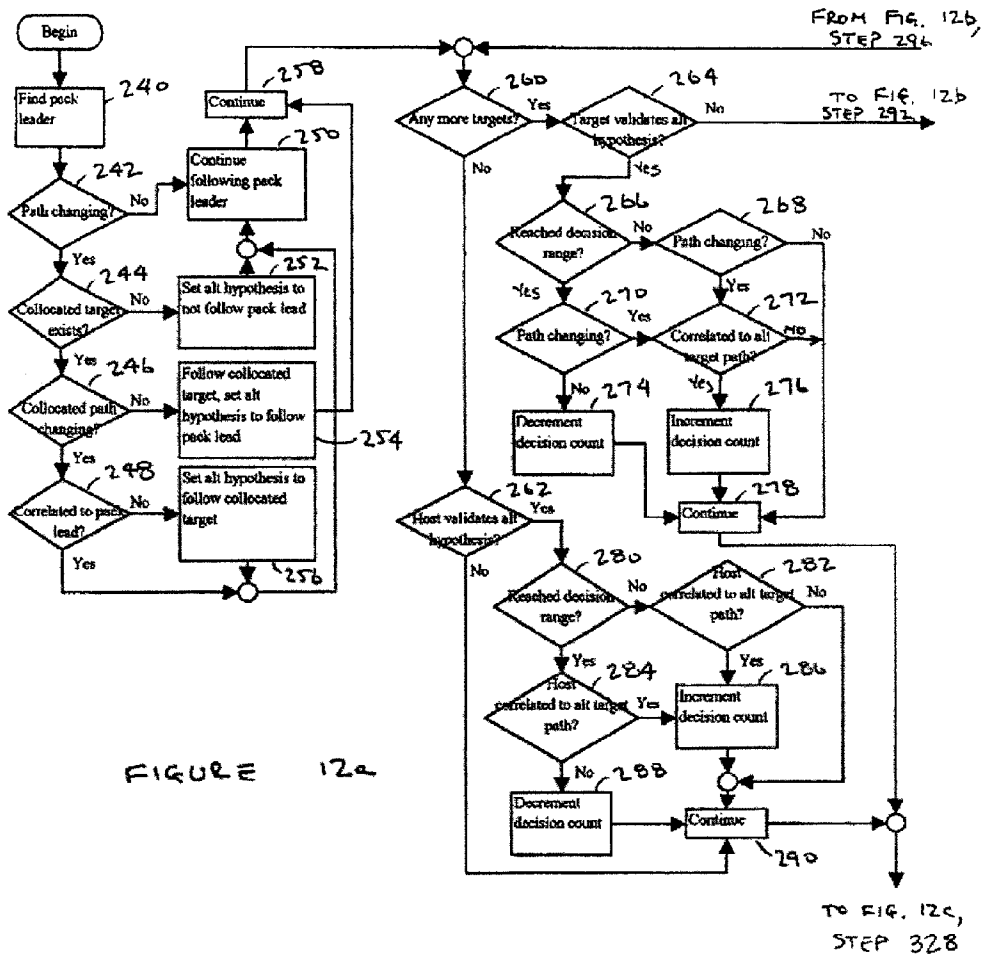 FROM FIG. 12b,
STEP 296
Begin
240
Find pack
leader
258
Continue
250
Continue
following pack
leader
242
Path changing?
No
Yes
244
Collocated target
exists?
No
Yes
252
Set alt hypothesis to
not follow pack lead
246
Collocated path
changing?
No
Yes
Follow collocated
target, set alt
hypothesis to follow
pack lead
254
248
Correlated to pack
lead?
No
Yes
Set alt hypothesis to
follow collocated
target
256
260
Any more targets?
Yes
No
264
Target validates alt
hypothesis?
No
TO FIG. 12b
STEP 292
Yes
266
Reached decision
range?
No
Yes
268
Path changing?
No
Yes
270
Path changing?
Yes
No
272
Correlated to alt
target path?
No
Yes
274
Decrement
decision count
276
Increment
decision count
278
Continue
262
Host validates alt
hypothesis?
Yes
No
280
Reached decision
range?
No
Yes
282
Host
correlated to alt target
path?
No
Yes
284
Host
correlated to alt target
path?
Yes
No
286
Increment
decision count
288
Decrement
decision count
Continue
290
FIGURE 12a
TO FIG. 12c,
STEP 328